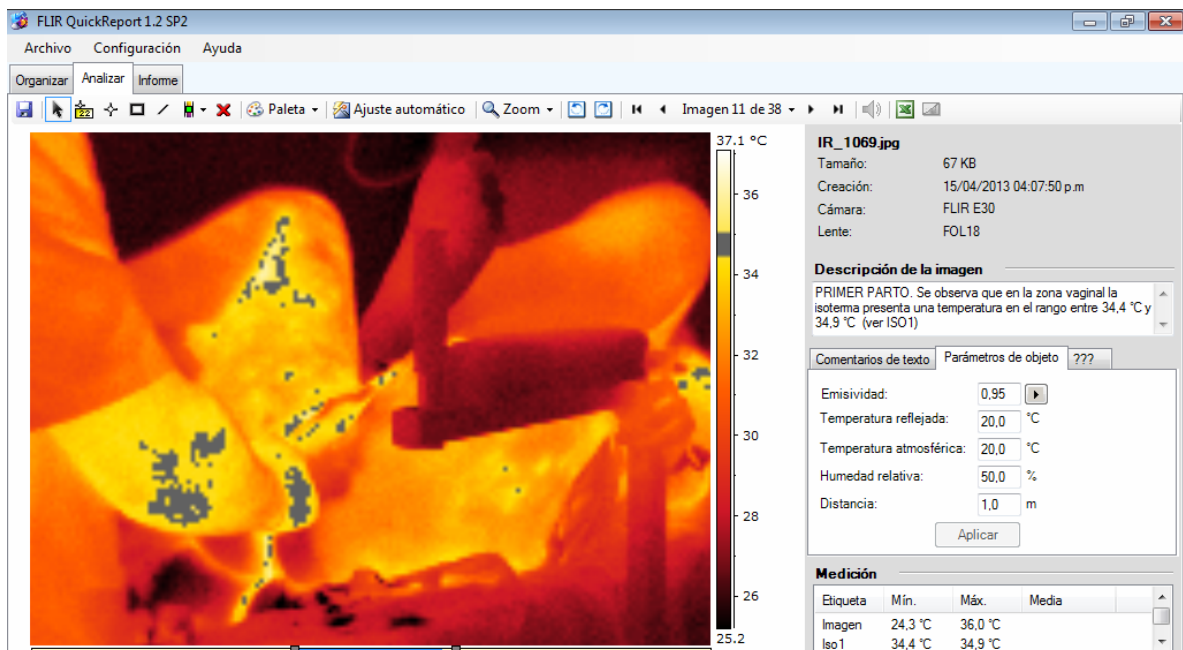 FLIR QuickReport 1.2 SP2
Archivo Configuración Ayuda
Organizar Analizar Informe
22 Paleta Ajuste automático Zoom Imagen 11 de 38
37.1 °C
36
34
32
30
28
26
25.2
IR_1069.jpg
Tamaño: 67 KB
Creación: 15/04/2013 04:07:50 p.m
Cámara: FLIR E30
Lente: FOL18
Descripción de la imagen
PRIMER PARTO. Se observa que en la zona vaginal la
isoterma presenta una temperatura en el rango entre 34,4 °C y
34,9 °C (ver ISO1)
Comentarios de texto Parámetros de objeto ???
Emisividad: 0,95
Temperatura reflejada: 20,0 °C
Temperatura atmosférica: 20,0 °C
Humedad relativa: 50,0 %
Distancia: 1,0 m
Aplicar
Medición
Etiqueta Mín. Máx. Media
Imagen 24,3 °C 36,0 °C
Iso1 34,4 °C 34,9 °C